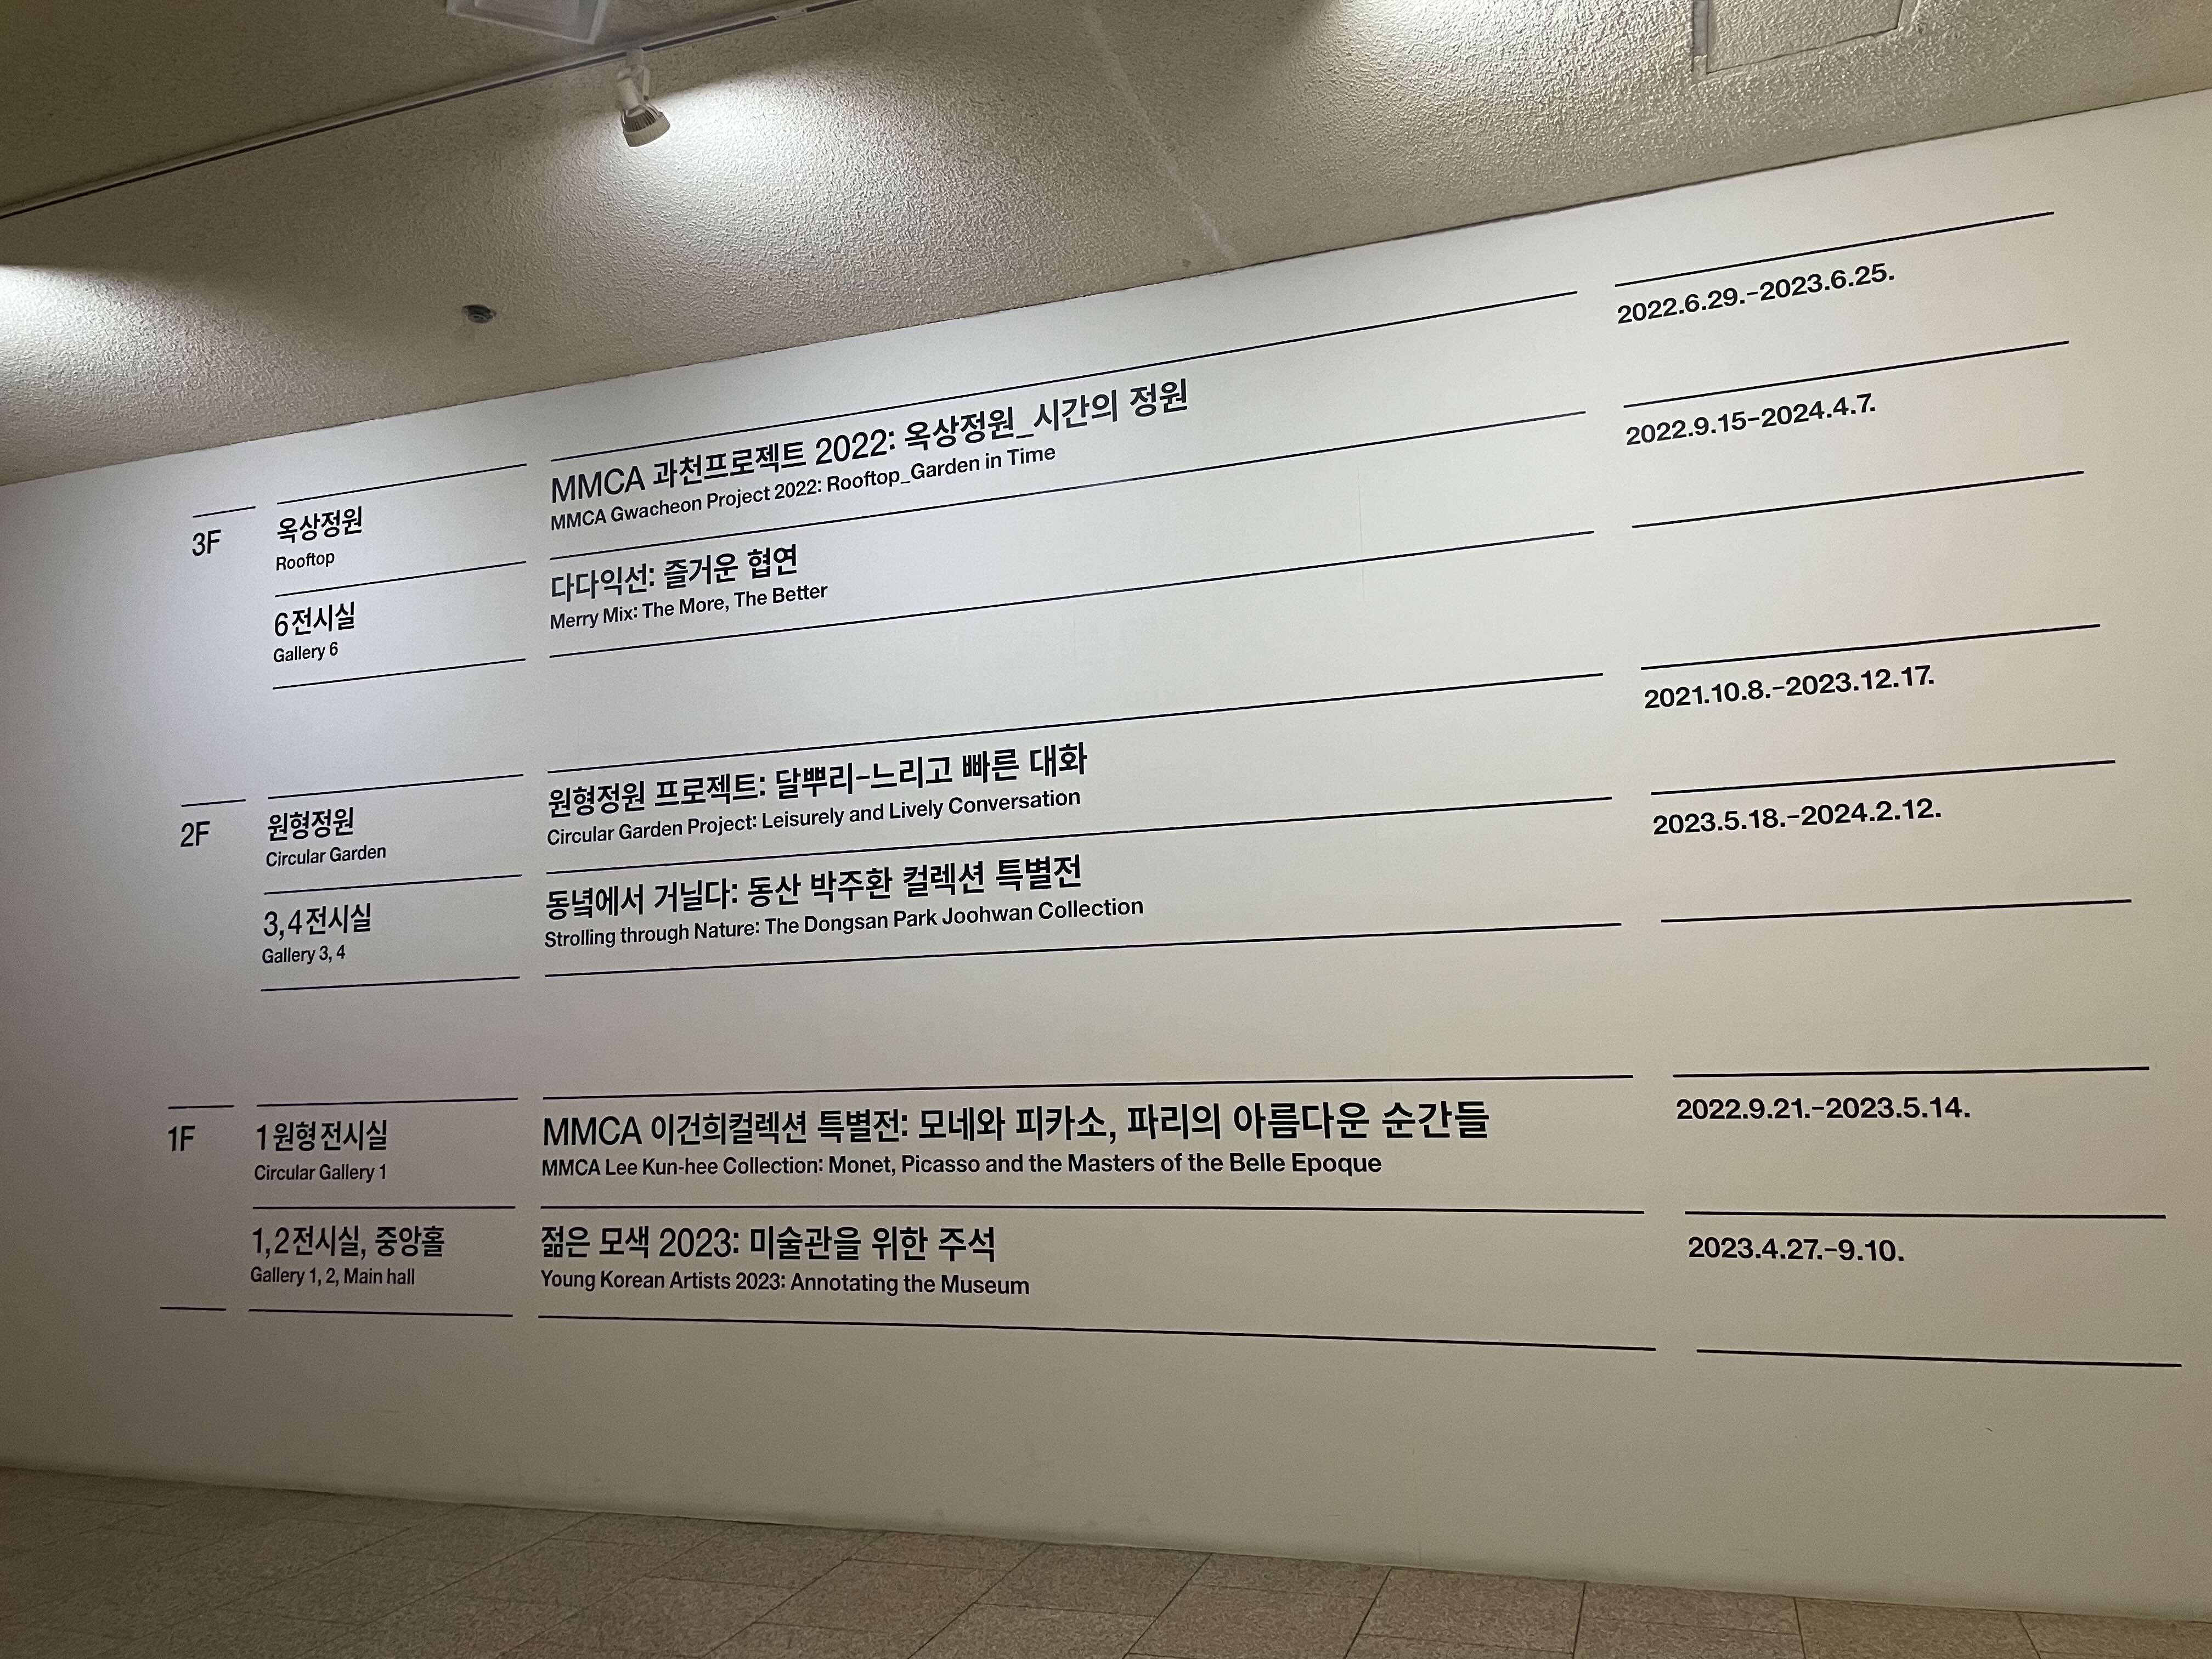 3F
옥상정원
Rooftop
MMCA 과천프로젝트 2022: 옥상정원_시간의 정원
MMCA Gwacheon Project 2022: Rooftop_Garden in Time
2022.6.29.-2023.6.25.
6전시실
Gallery 6
다다익선: 즐거운 협연
Merry Mix: The More, The Better
2022.9.15-2024.4.7.
2F
원형정원
Circular Garden
원형정원 프로젝트: 달뿌리-느리고 빠른 대화
Circular Garden Project: Leisurely and Lively Conversation
2021.10.8.-2023.12.17.
3,4전시실
Gallery 3, 4
동녘에서 거닐다: 동산 박주환 컬렉션 특별전
Strolling through Nature: The Dongsan Park Joohwan Collection
2023.5.18.-2024.2.12.
1F
1원형전시실
Circular Gallery 1
MMCA 이건희컬렉션 특별전: 모네와 피카소, 파리의 아름다운 순간들
MMCA Lee Kun-hee Collection: Monet, Picasso and the Masters of the Belle Epoque
2022.9.21.-2023.5.14.
1,2전시실, 중앙홀
Gallery 1, 2, Main hall
젊은 모색 2023: 미술관을 위한 주석
Young Korean Artists 2023: Annotating the Museum
2023.4.27.-9.10.